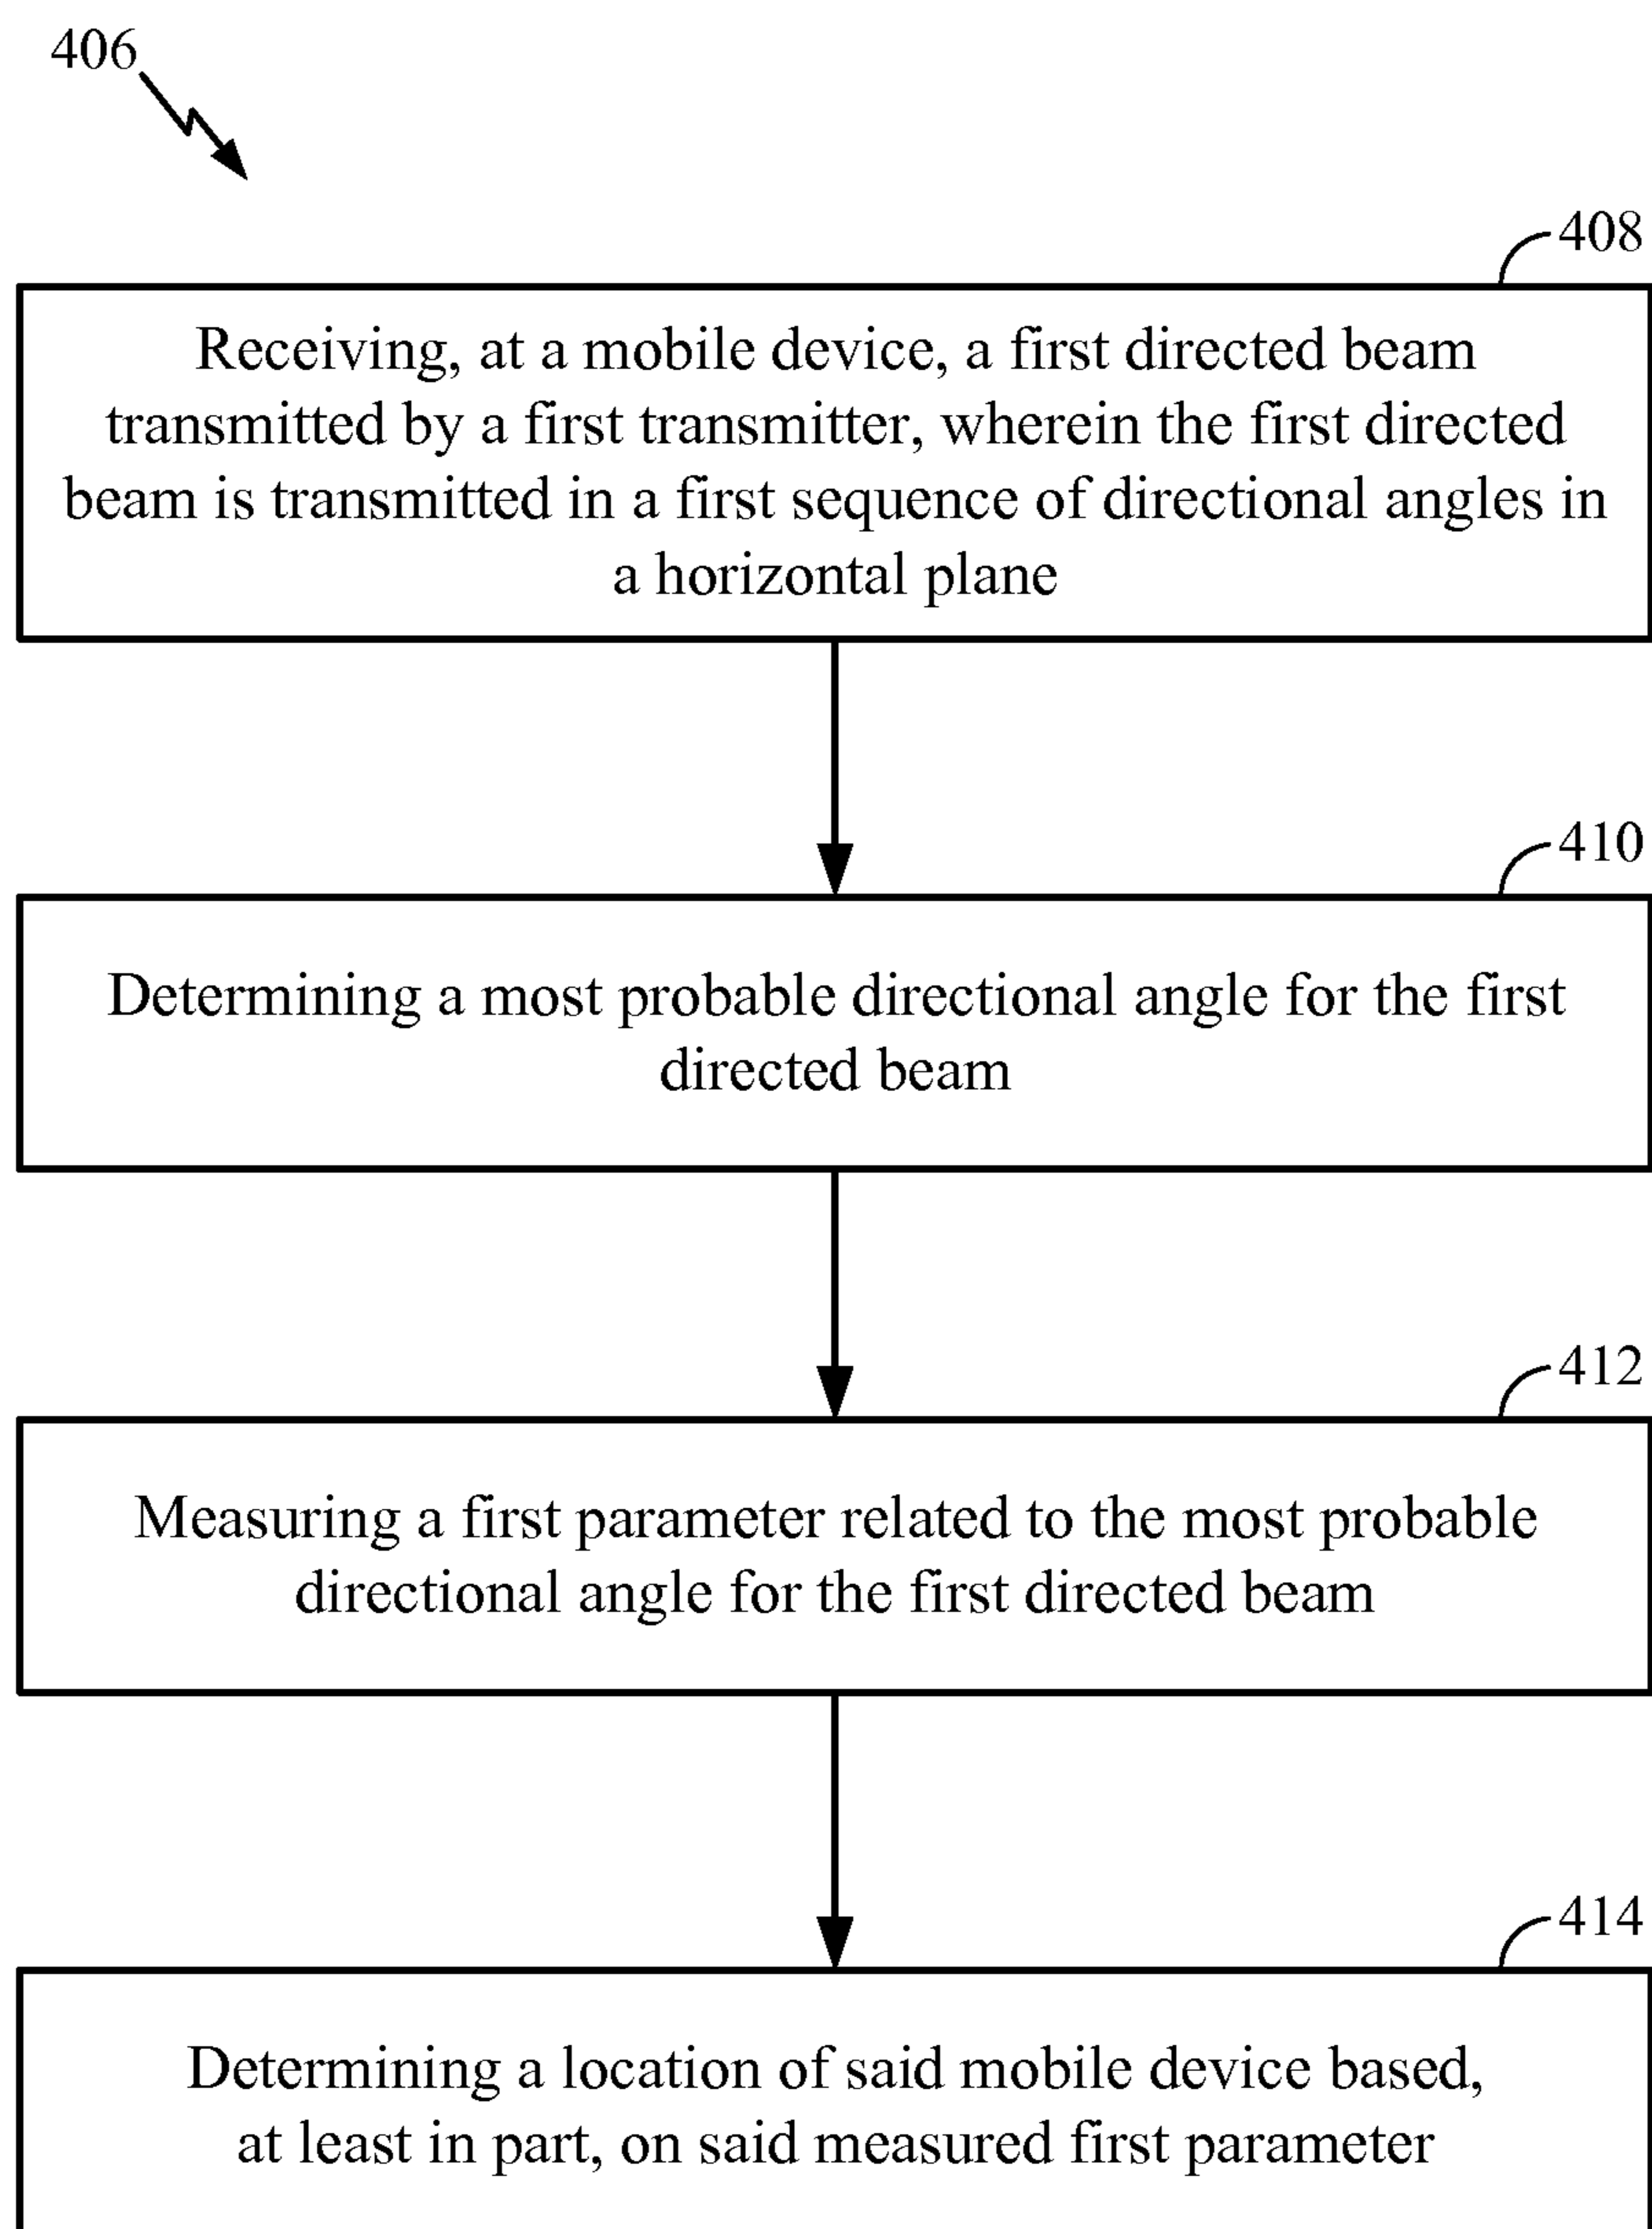 406
408
Receiving, at a mobile device, a first directed beam
transmitted by a first transmitter, wherein the first directed
beam is transmitted in a first sequence of directional angles in
a horizontal plane
410
Determining a most probable directional angle for the first
directed beam
412
Measuring a first parameter related to the most probable
directional angle for the first directed beam
414
Determining a location of said mobile device based,
at least in part, on said measured first parameter